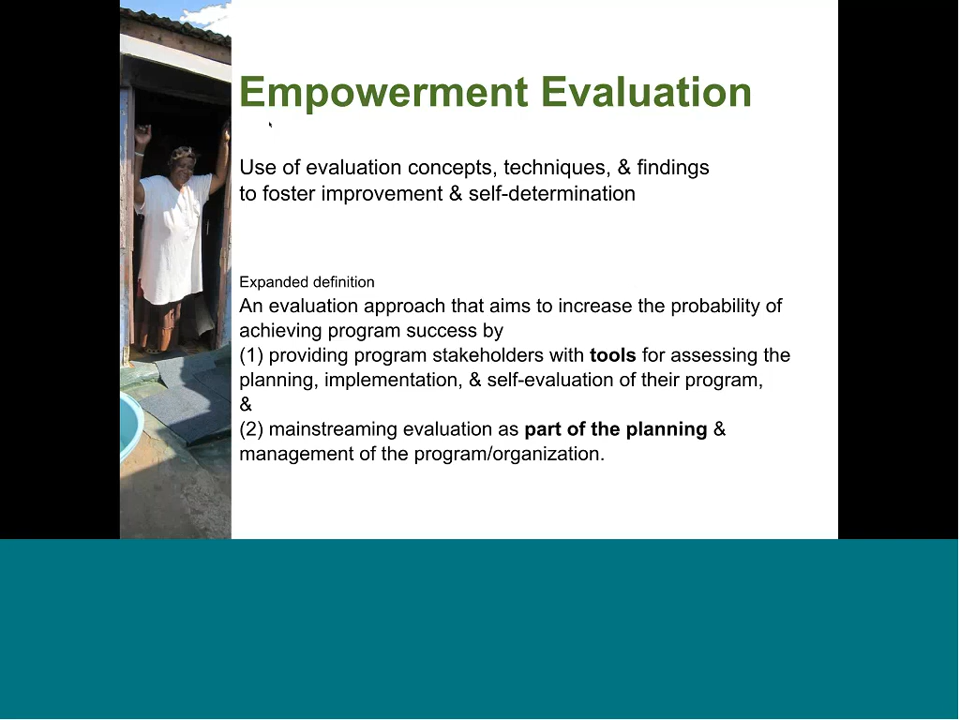 Empowerment Evaluation
Use of evaluation concepts, techniques, & findings
to foster improvement & self-determination
Expanded definition
An evaluation approach that aims to increase the probability of
achieving program success by
(1) providing program stakeholders with tools for assessing the
planning, implementation, & self-evaluation of their program,
&
(2) mainstreaming evaluation as part of the planning &
management of the program/organization.